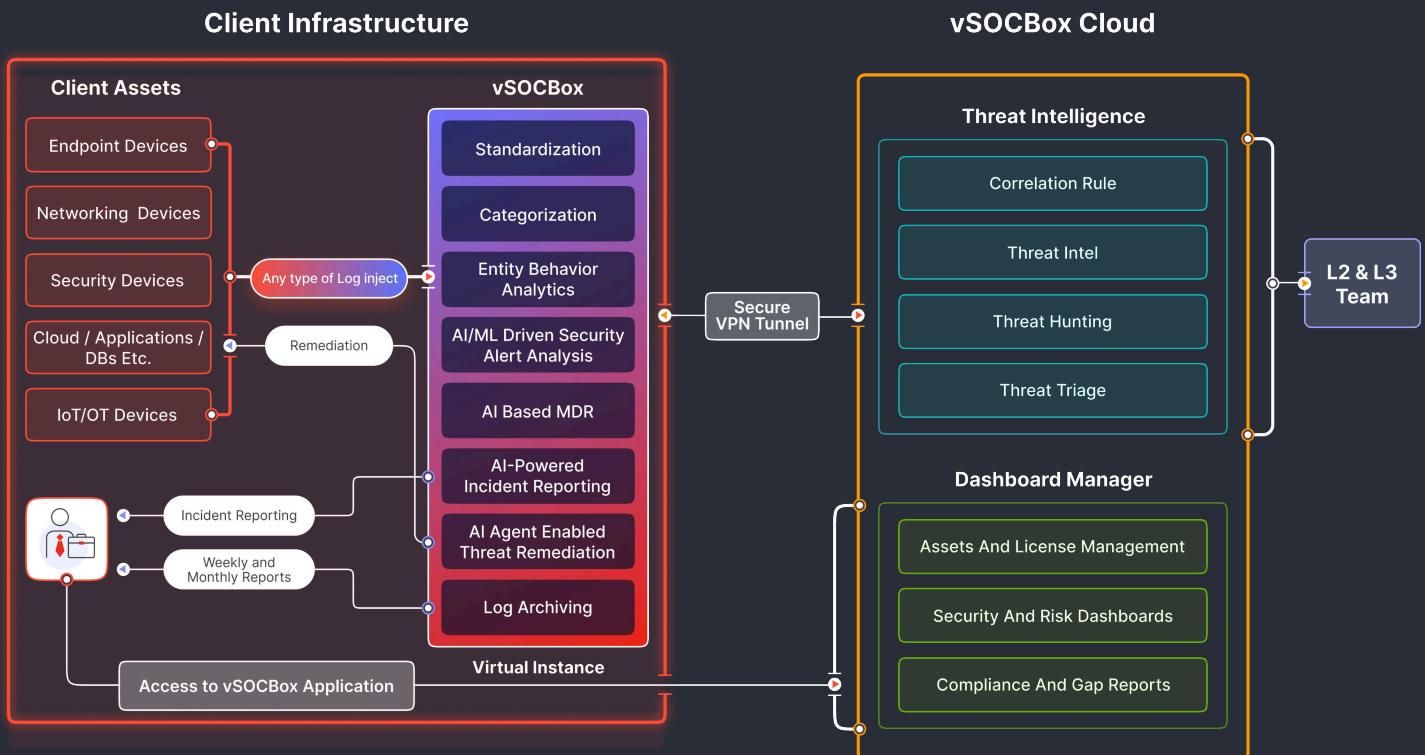 Client Infrastructure
vSOCBox Cloud
Client Assets
Endpoint Devices
Networking Devices
Security Devices
Cloud / Applications /
DBs Etc.
IoT/OT Devices
Any type of Log inject
Remediation
Incident Reporting
Weekly and
Monthly Reports
Access to vSOCBox Application
vSOCBox
Standardization
Categorization
Entity Behavior
Analytics
AI/ML Driven Security
Alert Analysis
AI Based MDR
AI-Powered
Incident Reporting
AI Agent Enabled
Threat Remediation
Log Archiving
Virtual Instance
Secure
VPN Tunnel
Threat Intelligence
Correlation Rule
Threat Intel
Threat Hunting
Threat Triage
Dashboard Manager
Assets And License Management
Security And Risk Dashboards
Compliance And Gap Reports
L2 & L3
Team